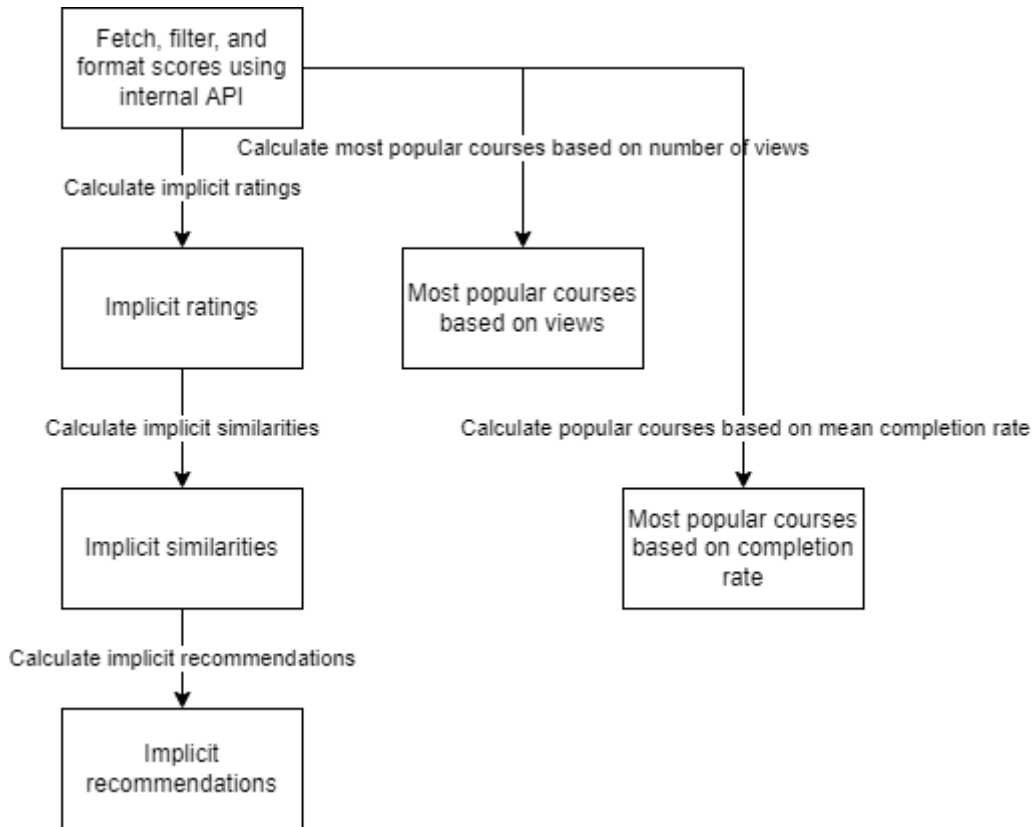 Fetch, filter, and
format scores using
internal API
Calculate most popular courses based on number of views
Calculate implicit ratings
Implicit ratings
Most popular courses
based on views
Calculate implicit similarities
Calculate popular courses based on mean completion rate
Implicit similarities
Most popular courses
based on completion
rate
Calculate implicit recommendations
Implicit
recommendations